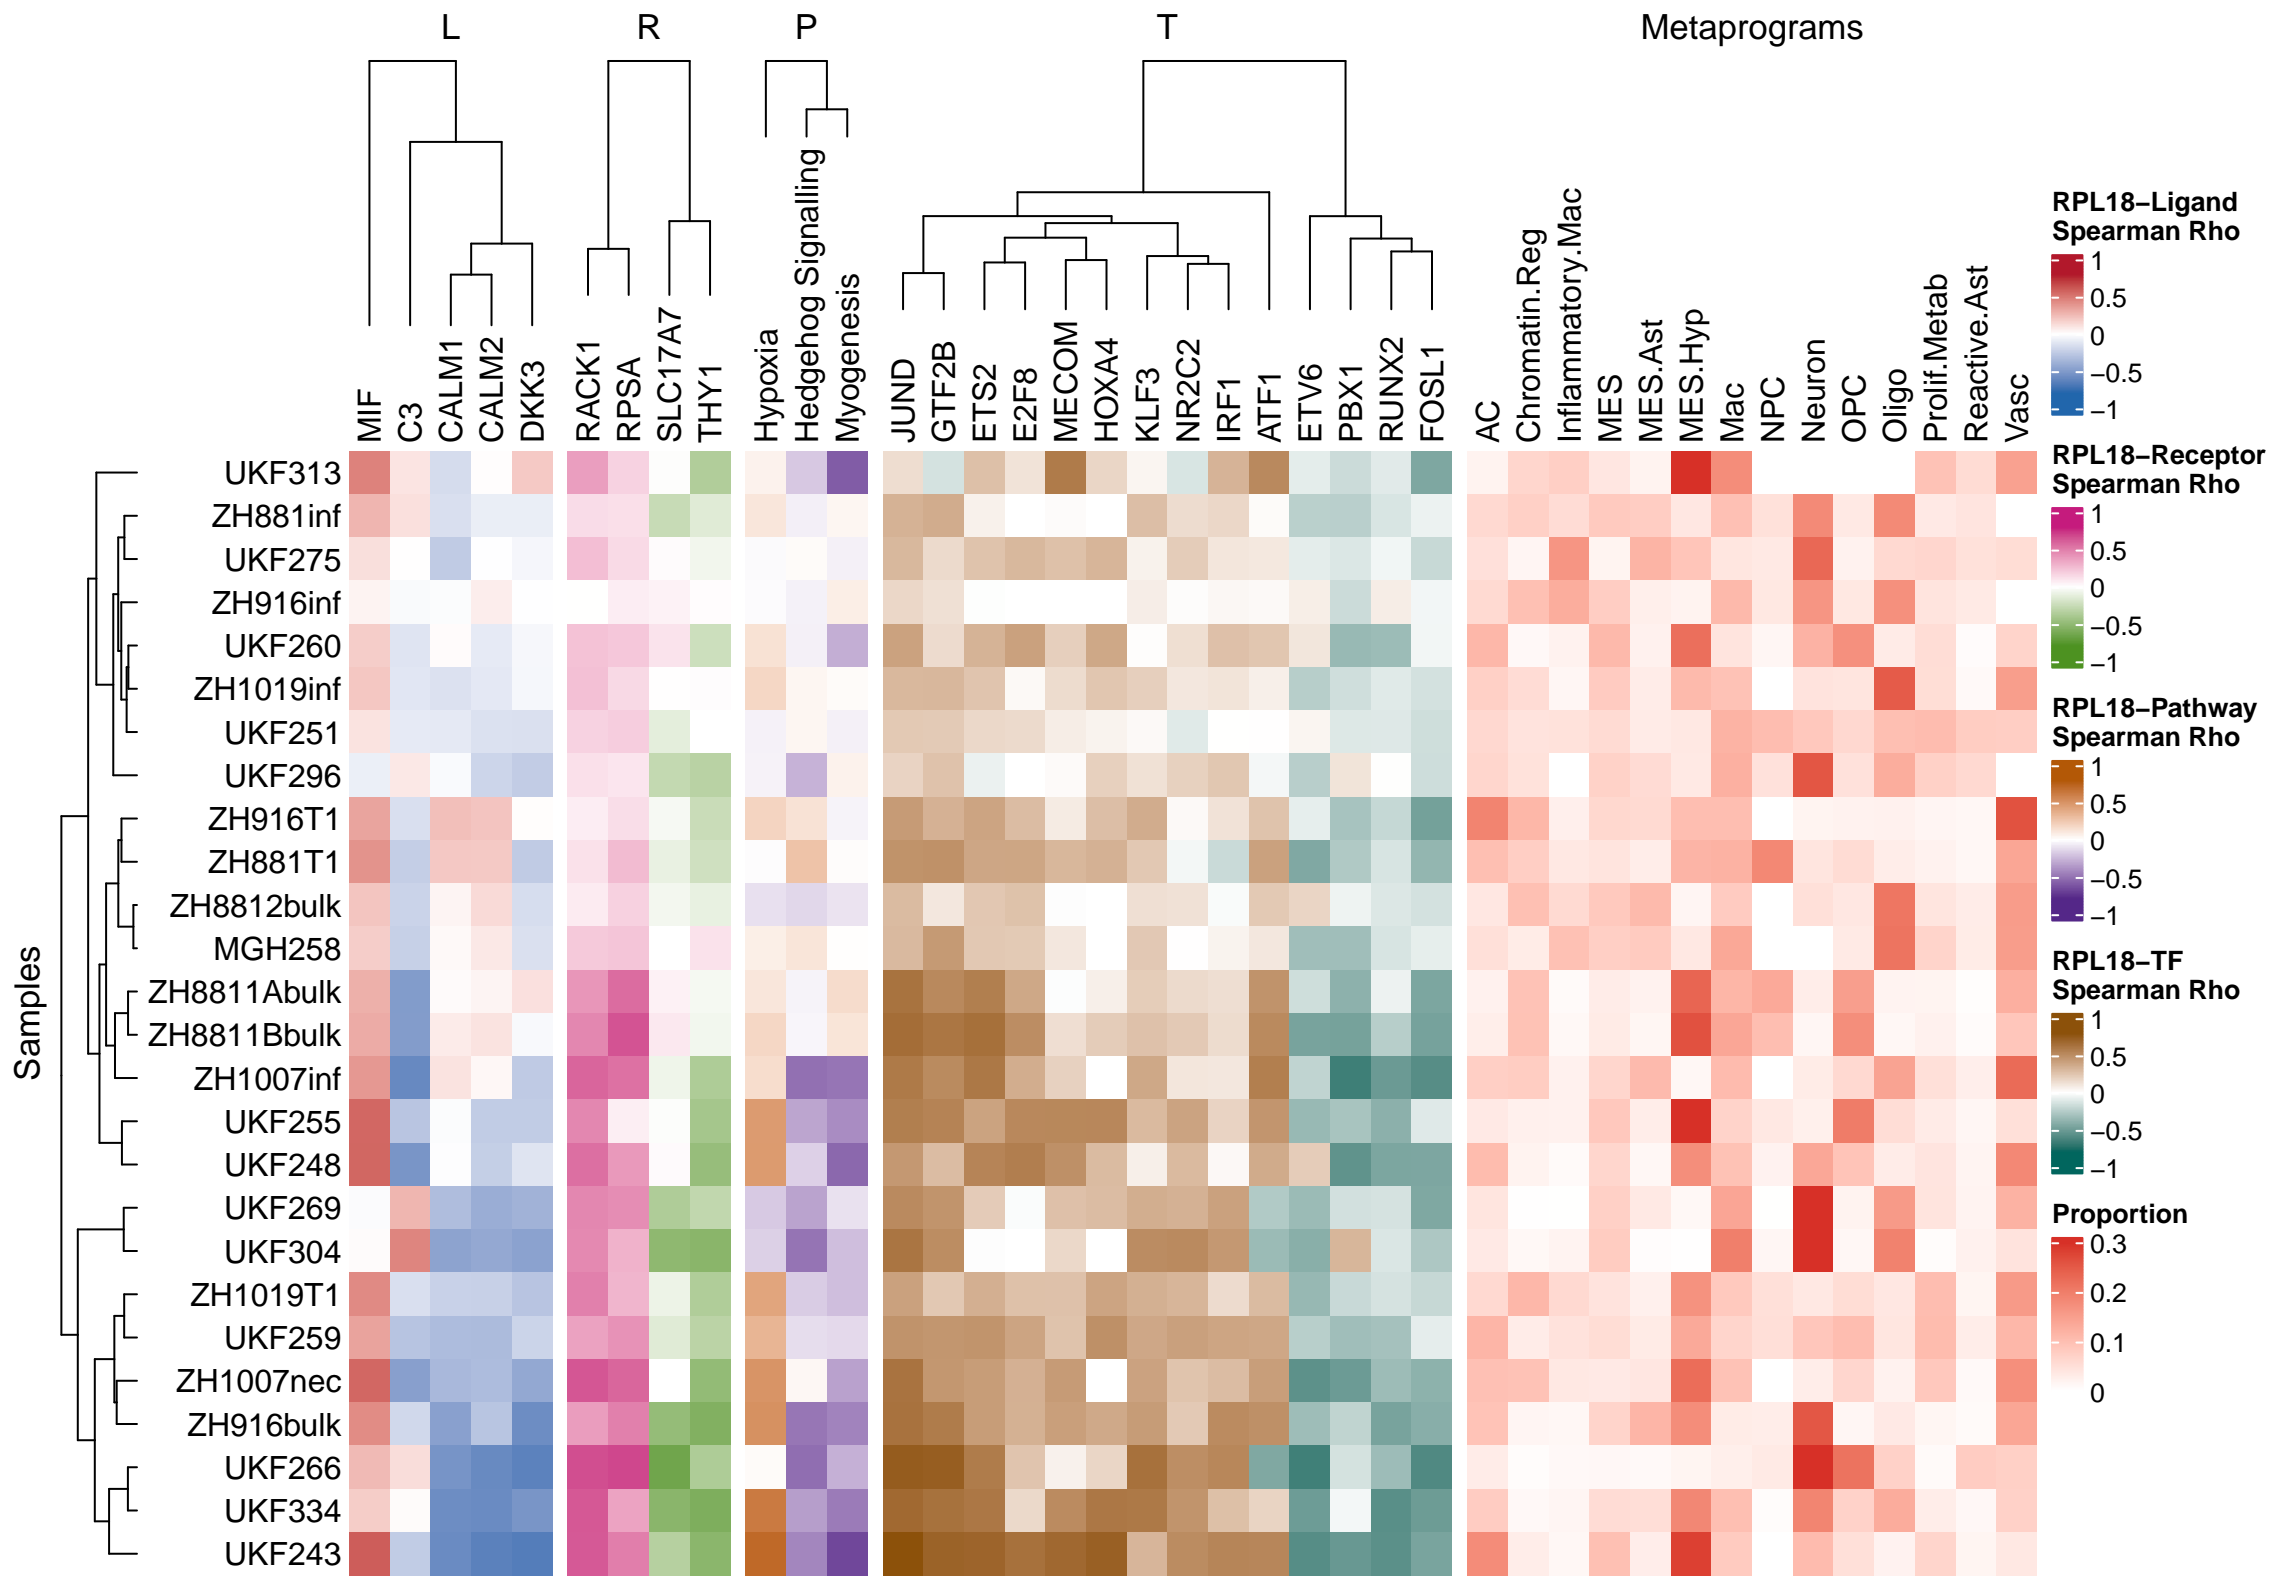 L R P T Metaprograms
MIF C3 CALM1 CALM2 DKK3 RACK1 RPSA SLC17A7 THY1 Hypoxia Hedgehog Signalling Myogenesis JUND GTF2B ETS2 E2F8 MECOM HOXA4 KLF3 NR2C2 IRF1 ATF1 ETV6 PBX1 RUNX2 FOSL1 AC Chromatin.Reg Inflammatory.Mac MES MES.Ast MES.Hyp Mac NPC Neuron OPC Oligo Prolif.Metab Reactive.Ast Vasc
Samples
UKF313
ZH881inf
UKF275
ZH916inf
UKF260
ZH1019inf
UKF251
UKF296
ZH916T1
ZH881T1
ZH8812bulk
MGH258
ZH8811Abulk
ZH8811Bbulk
ZH1007inf
UKF255
UKF248
UKF269
UKF304
ZH1019T1
UKF259
ZH1007nec
ZH916bulk
UKF266
UKF334
UKF243
RPL18−Ligand
Spearman Rho
1
0.5
0
−0.5
−1
RPL18−Receptor
Spearman Rho
1
0.5
0
−0.5
−1
RPL18−Pathway
Spearman Rho
1
0.5
0
−0.5
−1
RPL18−TF
Spearman Rho
1
0.5
0
−0.5
−1
Proportion
0.3
0.2
0.1
0